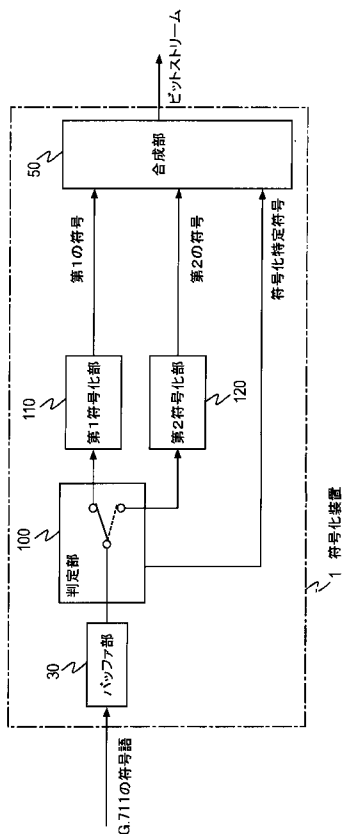 G.711の符号語
30
バッファ部
100
判定部
110
第1符号化部
第2符号化部
120
第1の符号
第2の符号
符号化特定符号
50
合成部
ビットストリーム
1 符号化装置